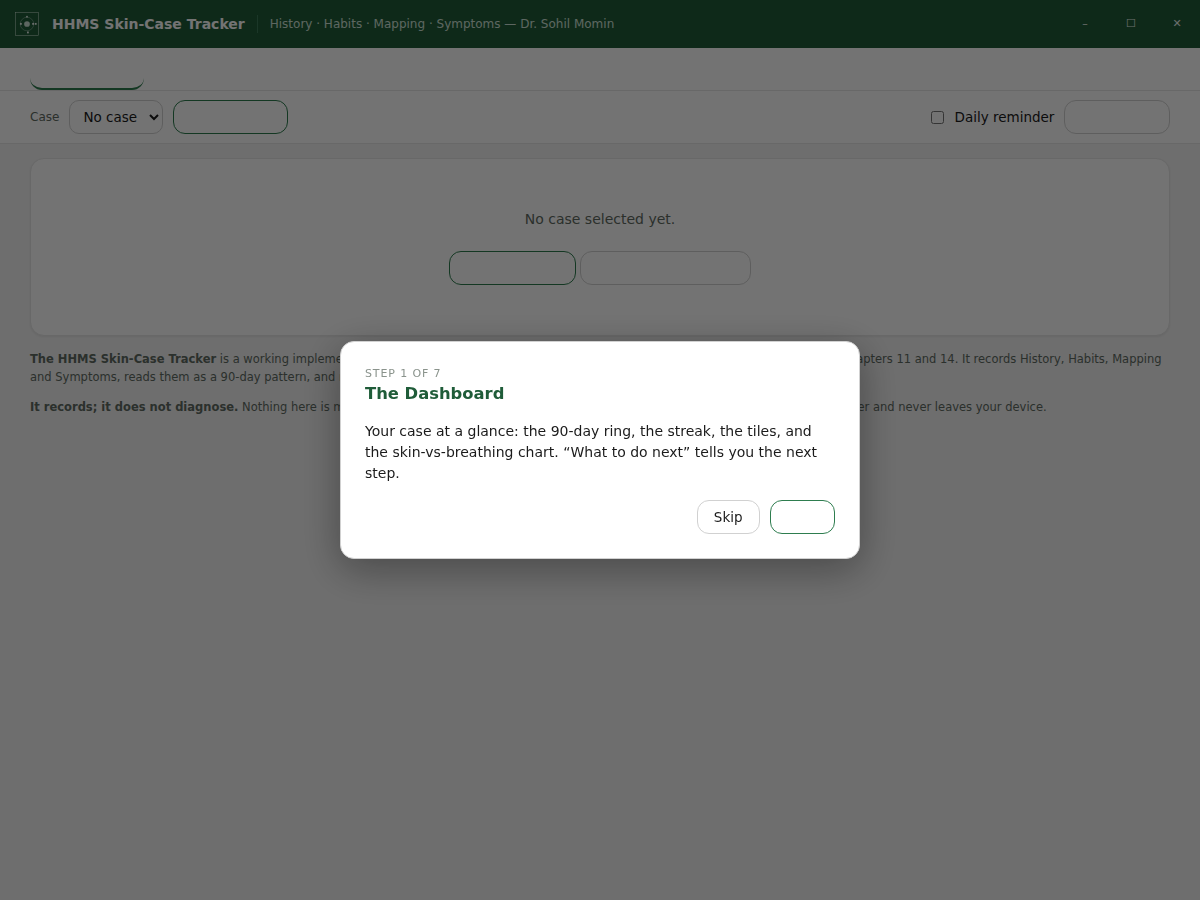 HHMS Skin-Case Tracker
History · Habits · Mapping · Symptoms — Dr. Sohil Momin
Case
No case
Daily reminder
No case selected yet.
The HHMS Skin-Case Tracker is a working impleme
apters 11 and 14. It records History, Habits, Mapping
and Symptoms, reads them as a 90-day pattern, and
It records; it does not diagnose. Nothing here is
and never leaves your device.
STEP 1 OF 7
The Dashboard
Your case at a glance: the 90-day ring, the streak, the tiles, and
the skin-vs-breathing chart. “What to do next” tells you the next
step.
Skip